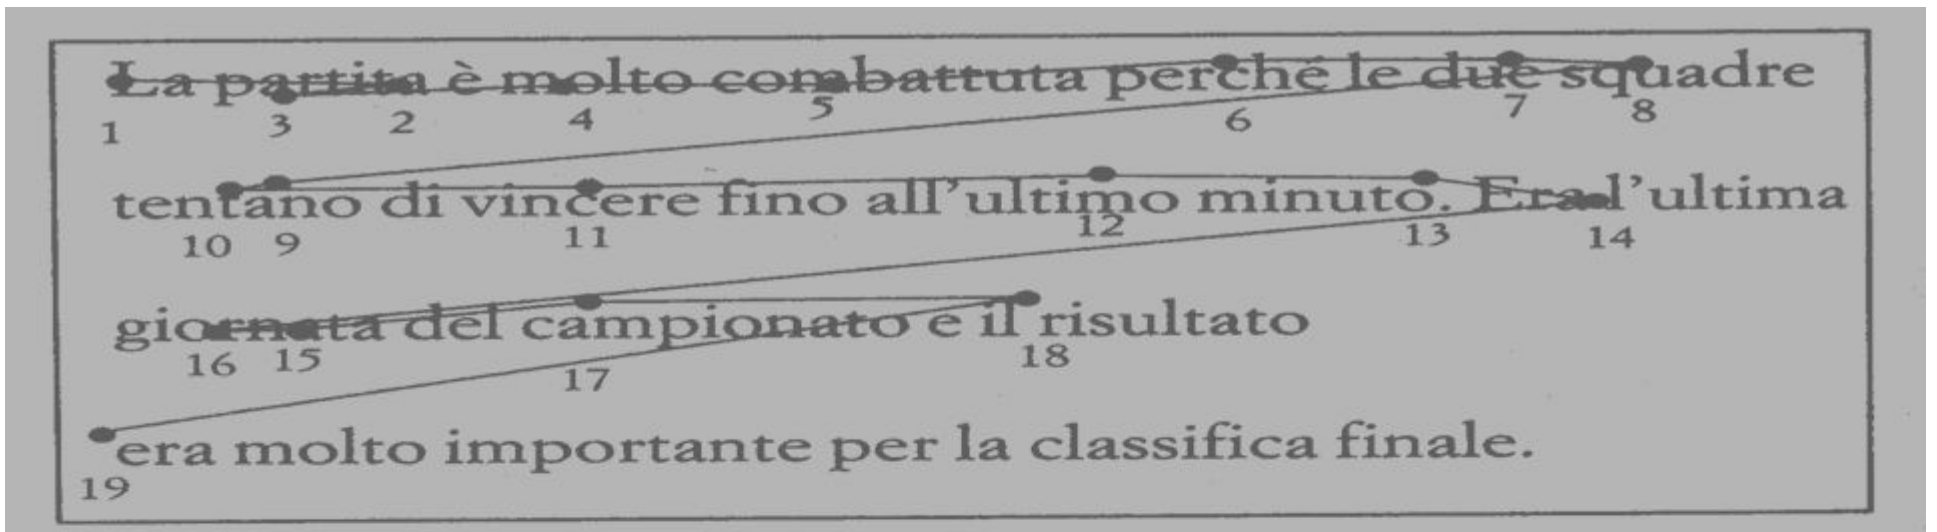 La partita è molto combattuta perché le due squadre
1 3 2 4 5 6 7 8
tentano di vincere fino all'ultimo minuto. Era l'ultima
10 9 11 12 13 14
giornata del campionato e il risultato
16 15 17 18
era molto importante per la classifica finale.
19